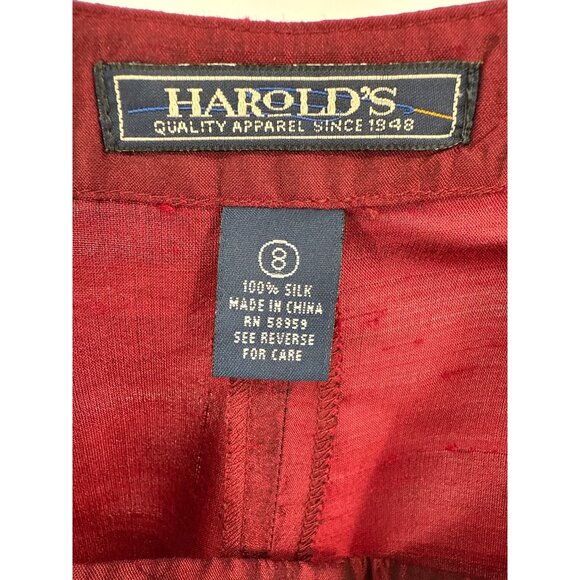 HAROLD'S
QUALITY APPAREL SINCE 1948
8
100% SILK
MADE IN CHINA
RN 58959
SEE REVERSE
FOR CARE